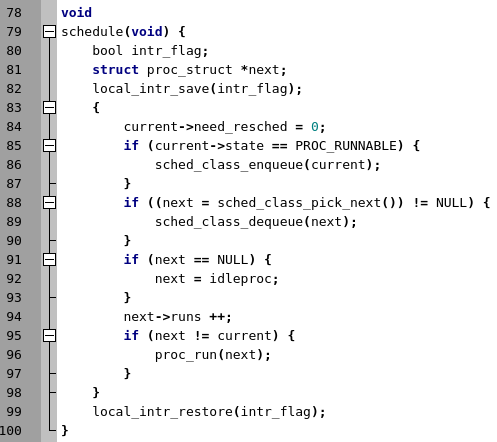 78 void
79 schedule(void) {
80     bool intr_flag;
81     struct proc_struct *next;
82     local_intr_save(intr_flag);
83     {
84         current->need_resched = 0;
85         if (current->state == PROC_RUNNABLE) {
86             sched_class_enqueue(current);
87         }
88         if ((next = sched_class_pick_next()) != NULL) {
89             sched_class_dequeue(next);
90         }
91         if (next == NULL) {
92             next = idleproc;
93         }
94         next->runs ++;
95         if (next != current) {
96             proc_run(next);
97         }
98     }
99     local_intr_restore(intr_flag);
100 }